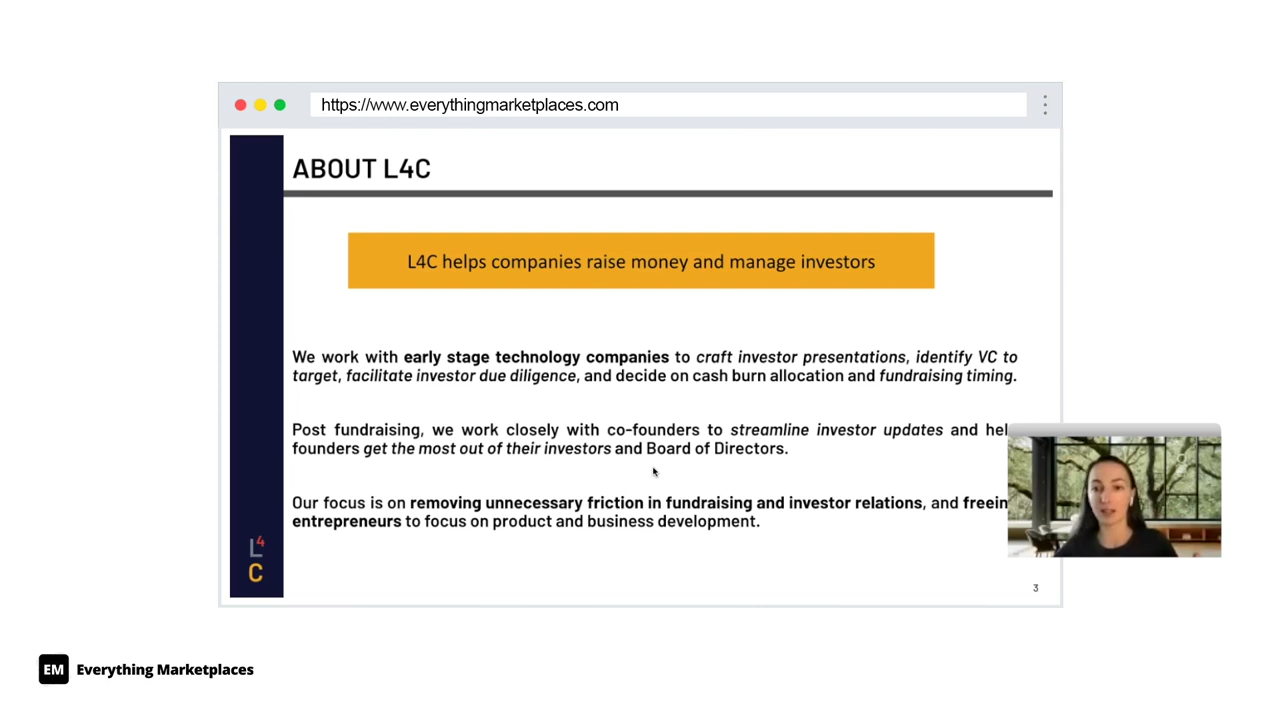 https://www.everythingmarketplaces.com
ABOUT L4C
L4C helps companies raise money and manage investors
We work with early stage technology companies to craft investor presentations, identify VC to
target, facilitate investor due diligence, and decide on cash burn allocation and fundraising timing.
Post fundraising, we work closely with co-founders to streamline investor updates and hel
founders get the most out of their investors and Board of Directors.
Our focus is on removing unnecessary friction in fundraising and investor relations, and freein
entrepreneurs to focus on product and business development.
L4
C
3
EM Everything Marketplaces